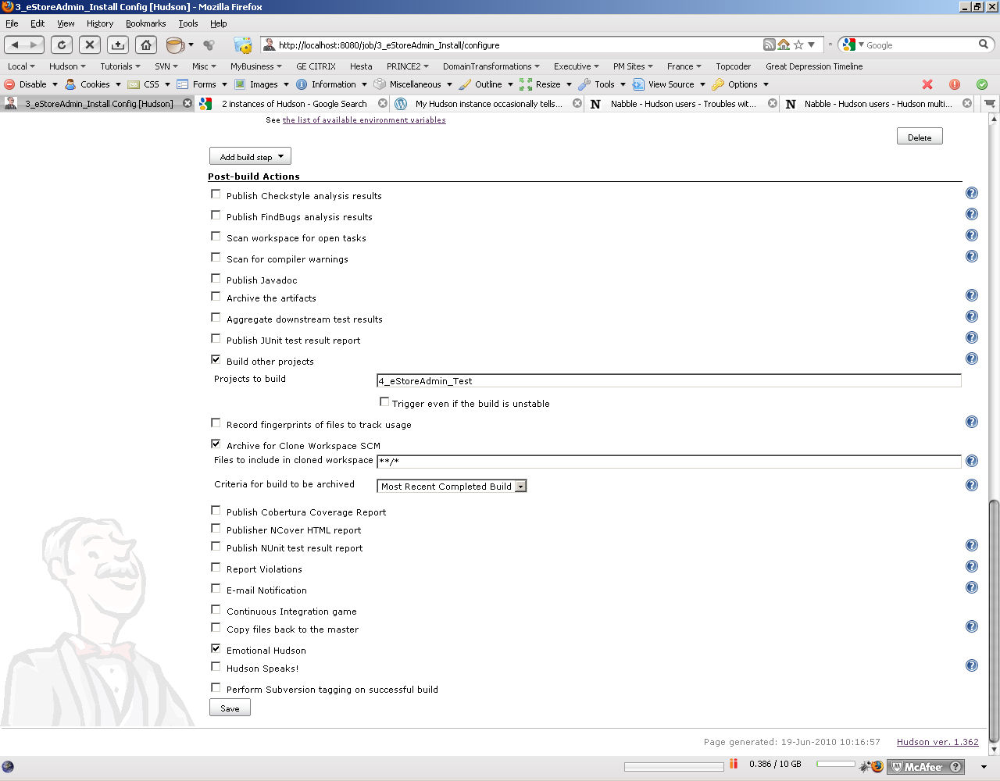 3_eStoreAdmin_Install Config [Hudson] - Mozilla Firefox
File Edit View History Bookmarks Tools Help
http://localhost:8080/job/3_eStoreAdmin_Install/configure Google
Local Hudson Tutorials SVN Misc MyBusiness GE CITRIX Hesta PRINCE2 DomainTransformations Executive PM Sites France Topcoder Great Depression Timeline
Disable Cookies CSS Forms Images Information Miscellaneous Outline Resize Tools View Source Options
3_eStoreAdmin_Install Config [Hudson] 2 instances of Hudson - Google Search My Hudson instance occasionally tells... Nabble - Hudson users - Troubles wit... Nabble - Hudson users - Hudson multi...
See the list of available environment variables
Delete
Add build step
Post-build Actions
Publish Checkstyle analysis results
Publish FindBugs analysis results
Scan workspace for open tasks
Scan for compiler warnings
Publish Javadoc
Archive the artifacts
Aggregate downstream test results
Publish JUnit test result report
Build other projects
Projects to build 4_eStoreAdmin_Test
Trigger even if the build is unstable
Record fingerprints of files to track usage
Archive for Clone Workspace SCM
Files to include in cloned workspace **/*
Criteria for build to be archived Most Recent Completed Build
Publish Cobertura Coverage Report
Publisher NCover HTML report
Publish NUnit test result report
Report Violations
E-mail Notification
Continuous Integration game
Copy files back to the master
Emotional Hudson
Hudson Speaks!
Perform Subversion tagging on successful build
Save
Page generated: 19-Jun-2010 10:16:57 Hudson ver. 1.362
0.386 / 10 GB McAfee